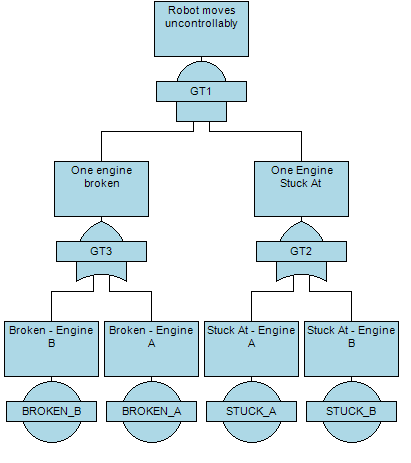 Robot moves
uncontrollably
GT1
One engine
broken
One Engine
Stuck At
GT3
GT2
Broken - Engine
B
Broken - Engine
A
Stuck At - Engine
A
Stuck At - Engine
B
BROKEN_B
BROKEN_A
STUCK_A
STUCK_B